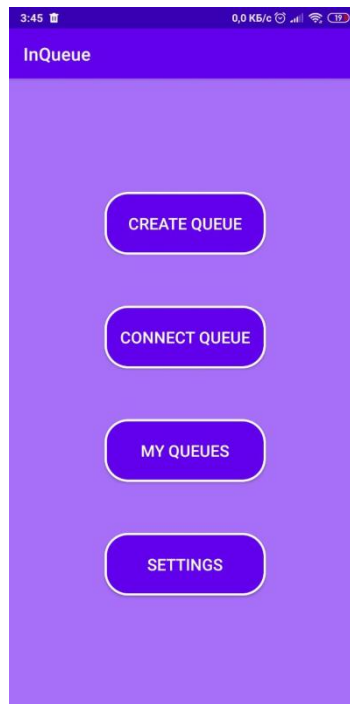 3:45 0,0 КБ/с 19
InQueue
CREATE QUEUE
CONNECT QUEUE
MY QUEUES
SETTINGS